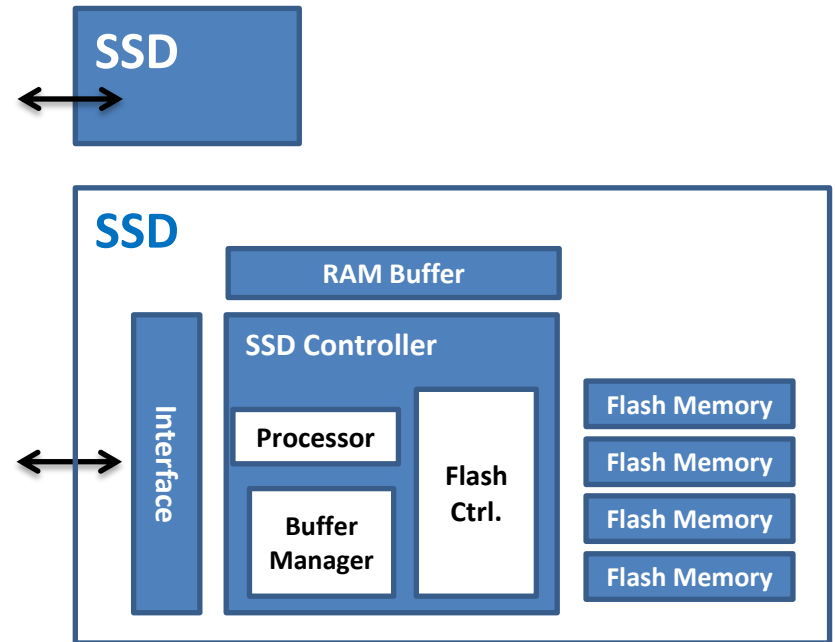 SSD
SSD
RAM Buffer
SSD Controller
Interface
Processor
Buffer
Manager
Flash
Ctrl.
Flash Memory
Flash Memory
Flash Memory
Flash Memory